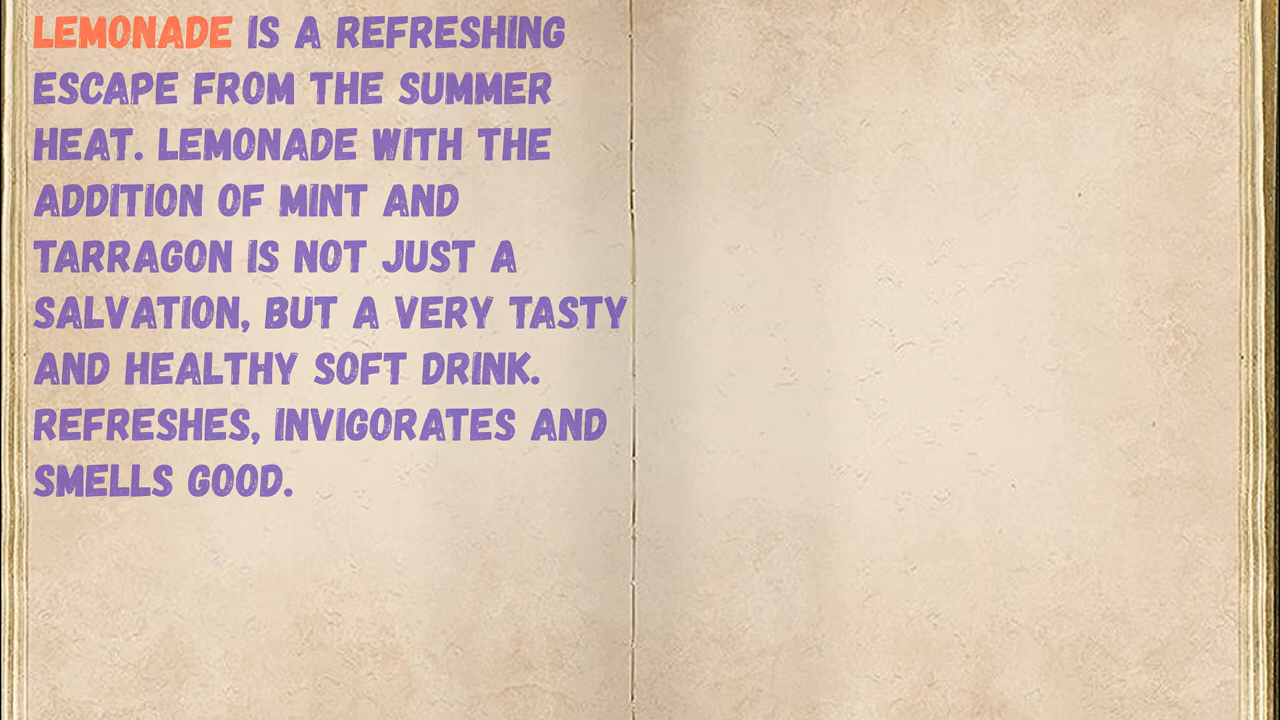 LEMONADE IS A REFRESHING
ESCAPE FROM THE SUMMER
HEAT. LEMONADE WITH THE
ADDITION OF MINT AND
TARRAGON IS NOT JUST A
SALVATION, BUT A VERY TASTY
AND HEALTHY SOFT DRINK.
REFRESHES, INVIGORATES AND
SMELLS GOOD.